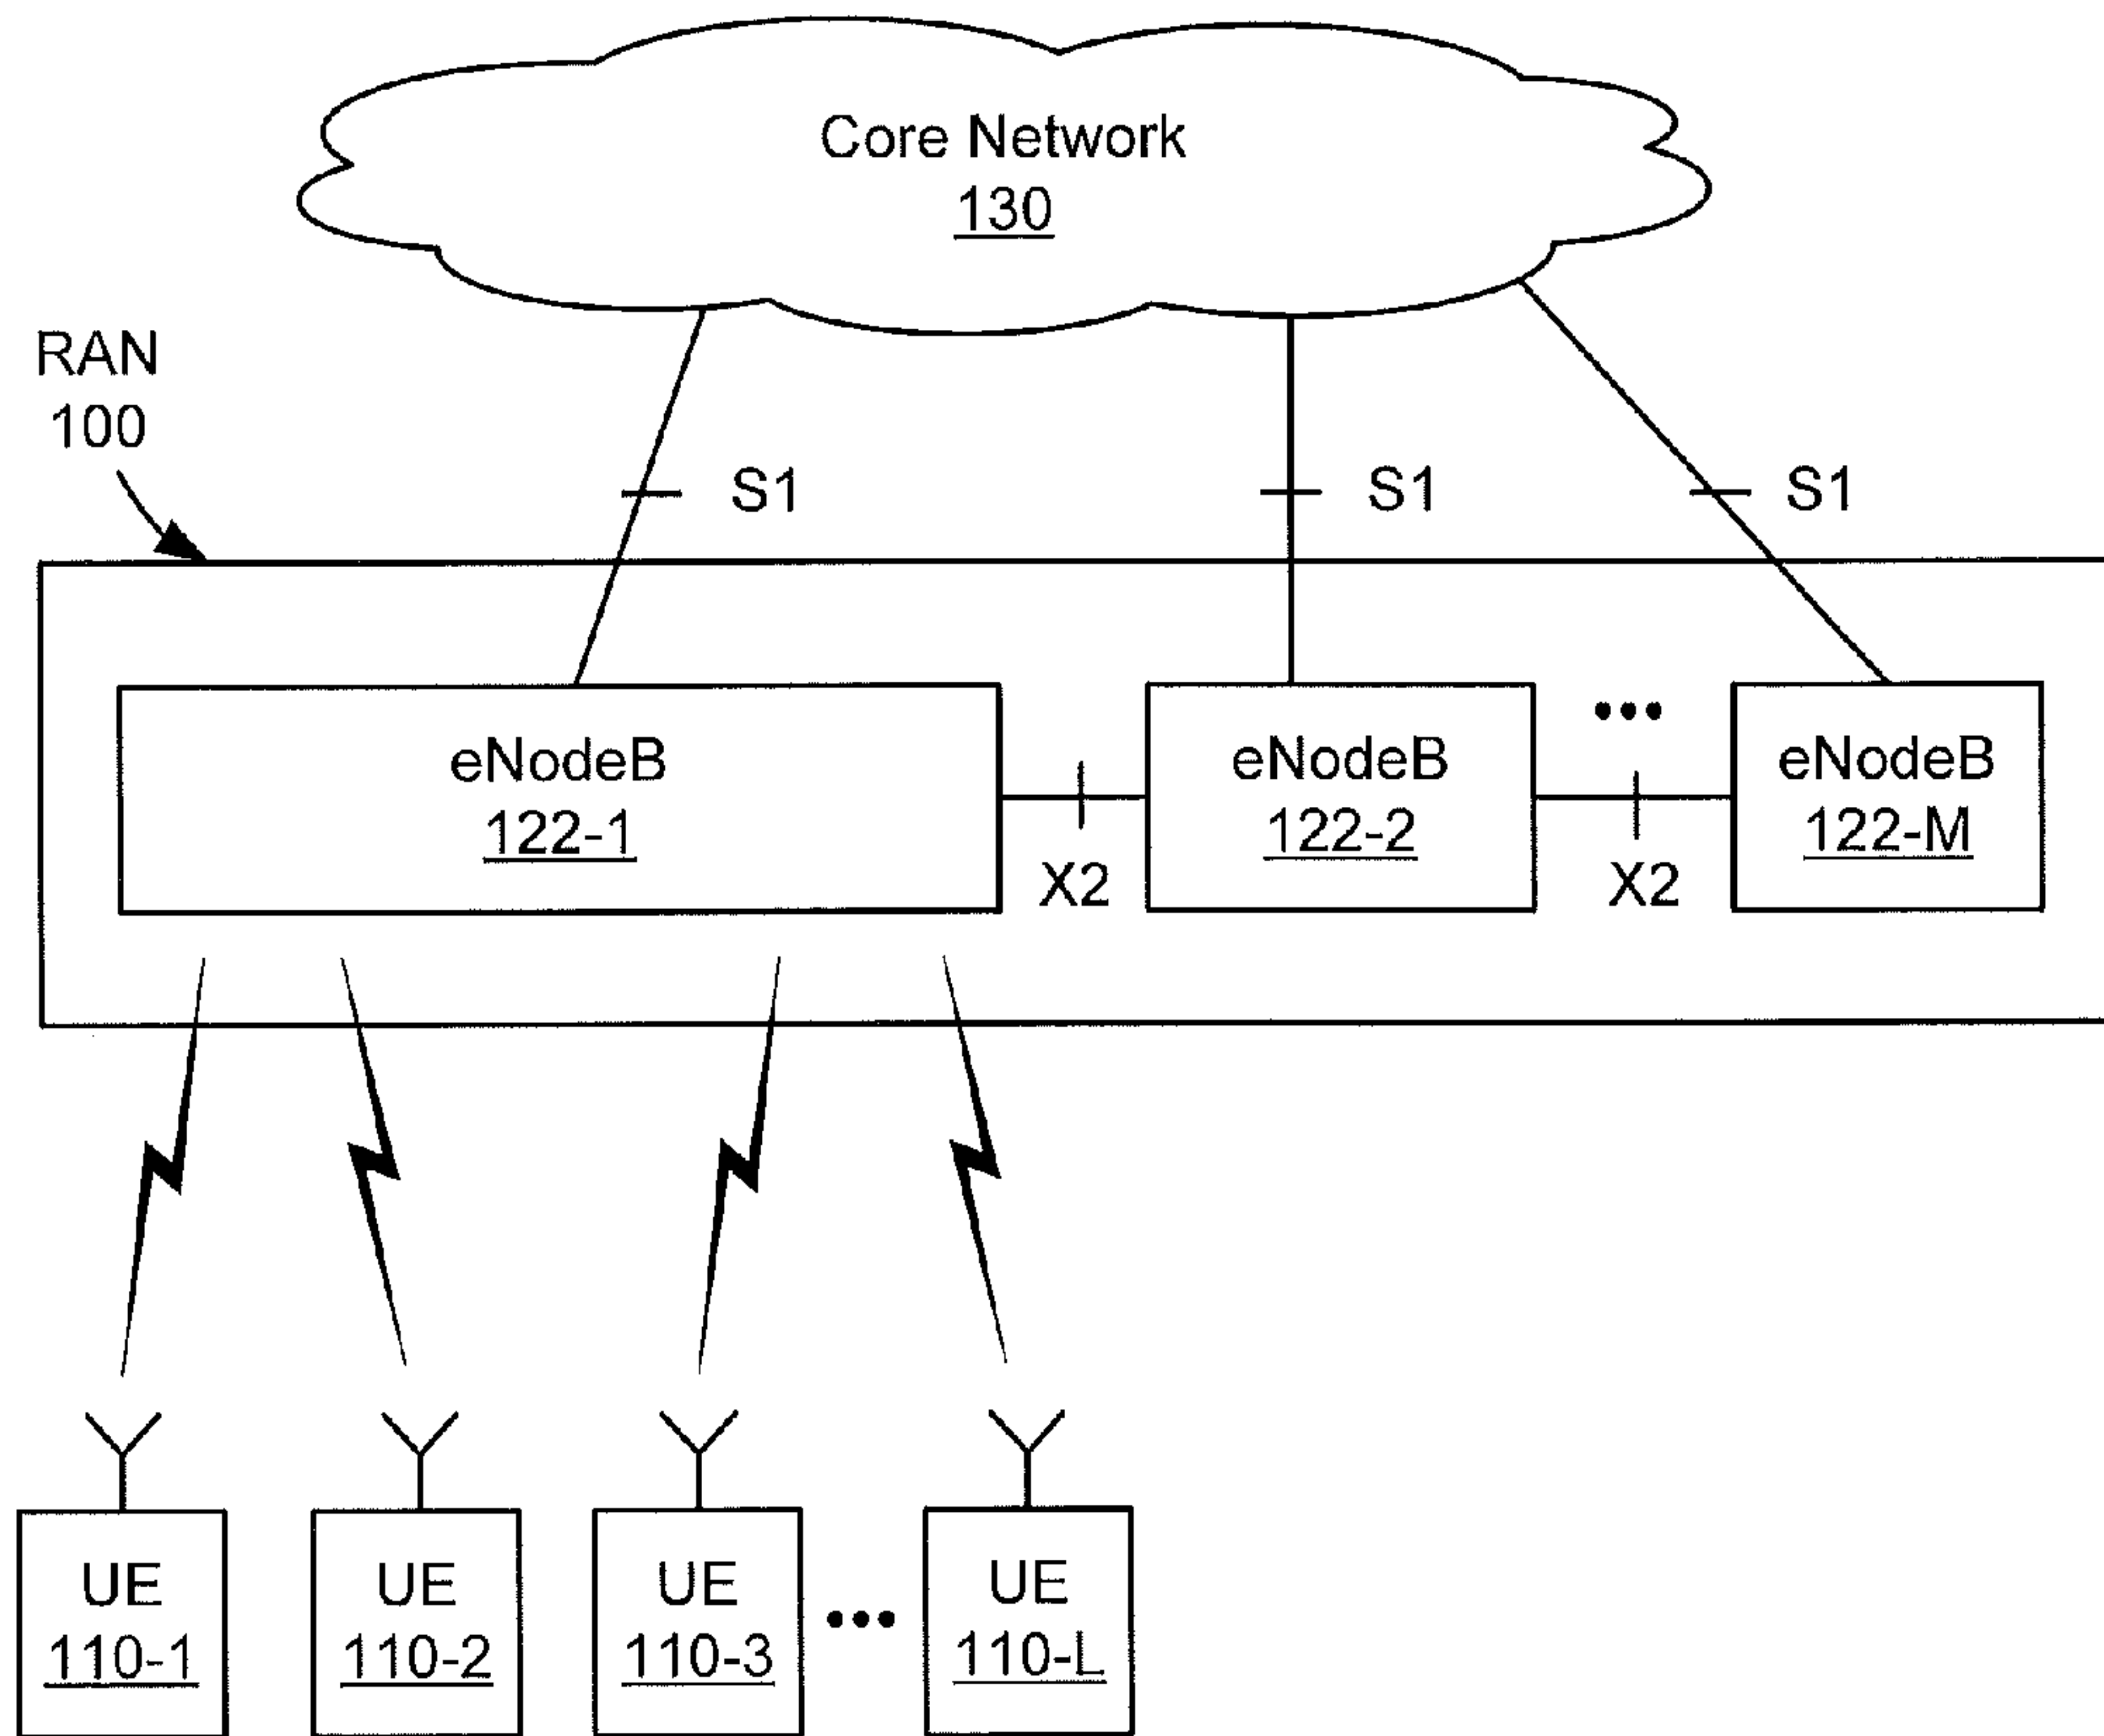 Core Network
130
RAN
100
S1
S1
S1
eNodeB
122-1
eNodeB
122-2
eNodeB
122-M
X2
X2
UE
110-1
UE
110-2
UE
110-3
UE
110-L